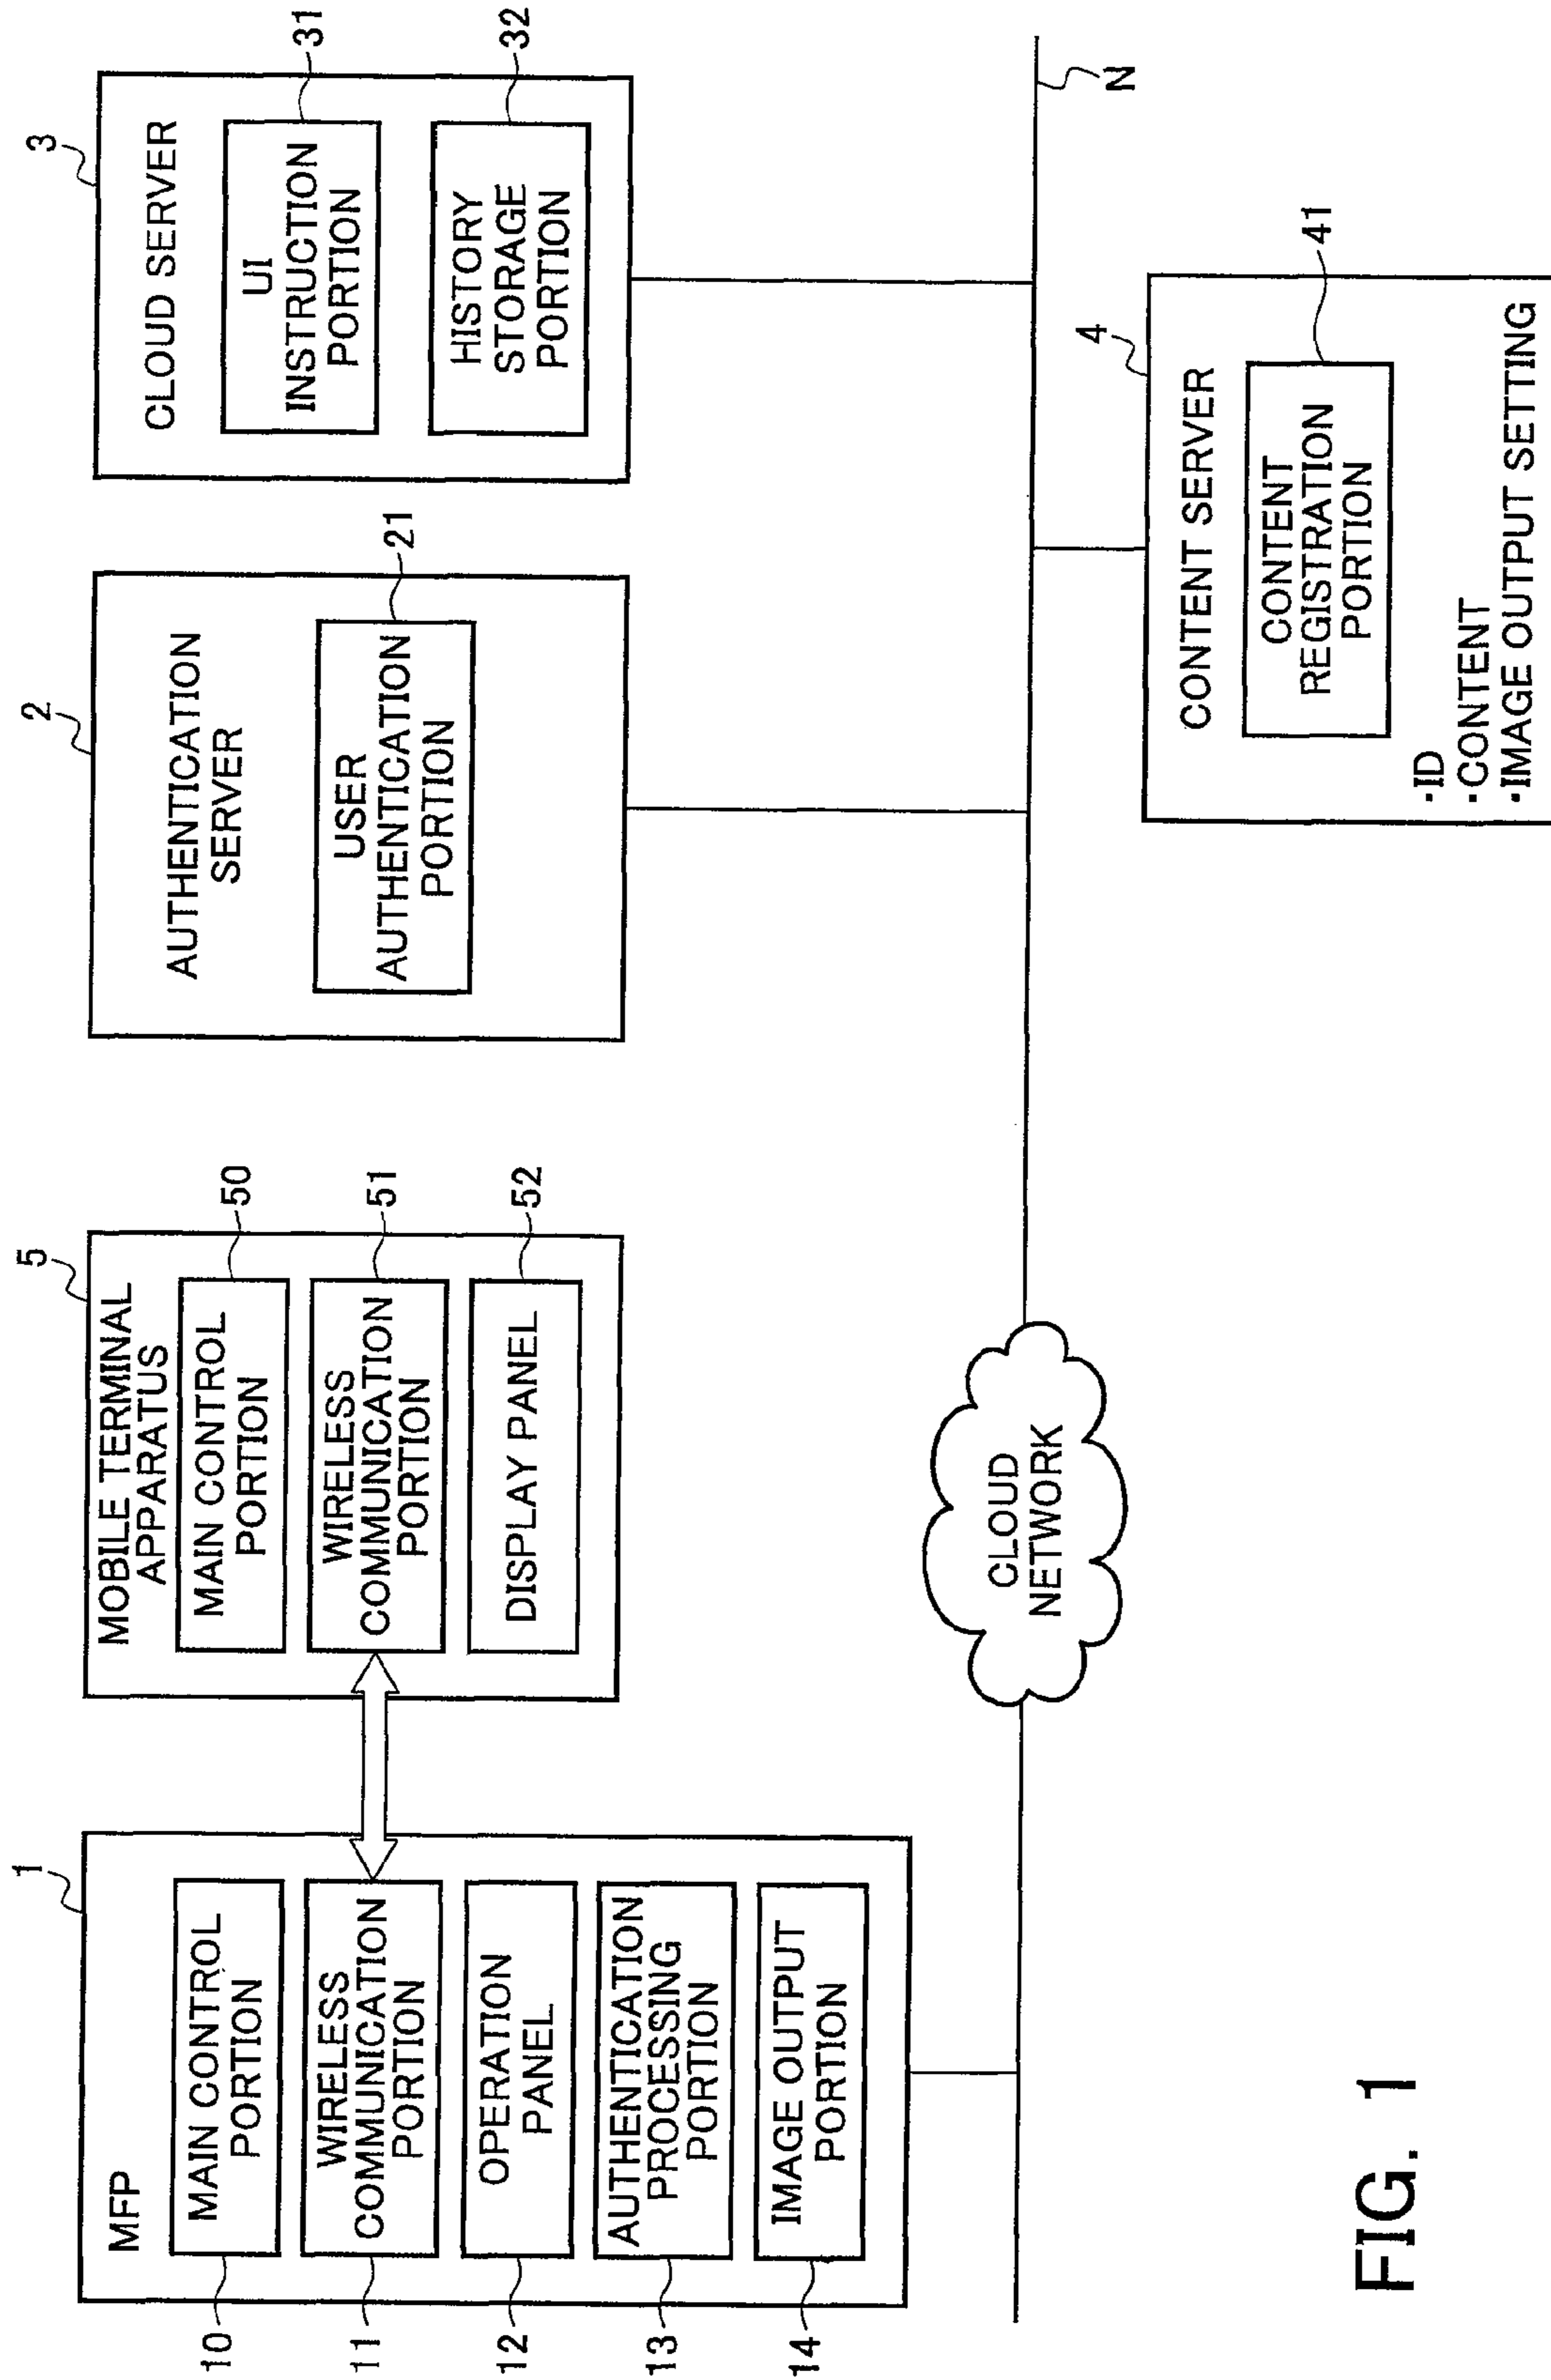 1
MFP
10
MAIN CONTROL
PORTION
11
WIRELESS
COMMUNICATION
PORTION
12
OPERATION
PANEL
13
AUTHENTICATION
PROCESSING
PORTION
14
IMAGE OUTPUT
PORTION
5
MOBILE TERMINAL
APPARATUS
MAIN CONTROL
PORTION
50
WIRELESS
COMMUNICATION
PORTION
51
DISPLAY PANEL
52
2
AUTHENTICATION
SERVER
USER
AUTHENTICATION
PORTION
21
3
CLOUD SERVER
UI
INSTRUCTION
PORTION
31
HISTORY
STORAGE
PORTION
32
CLOUD
NETWORK
N
4
CONTENT SERVER
CONTENT
REGISTRATION
PORTION
41
·ID
·CONTENT
·IMAGE OUTPUT SETTING
FIG. 1